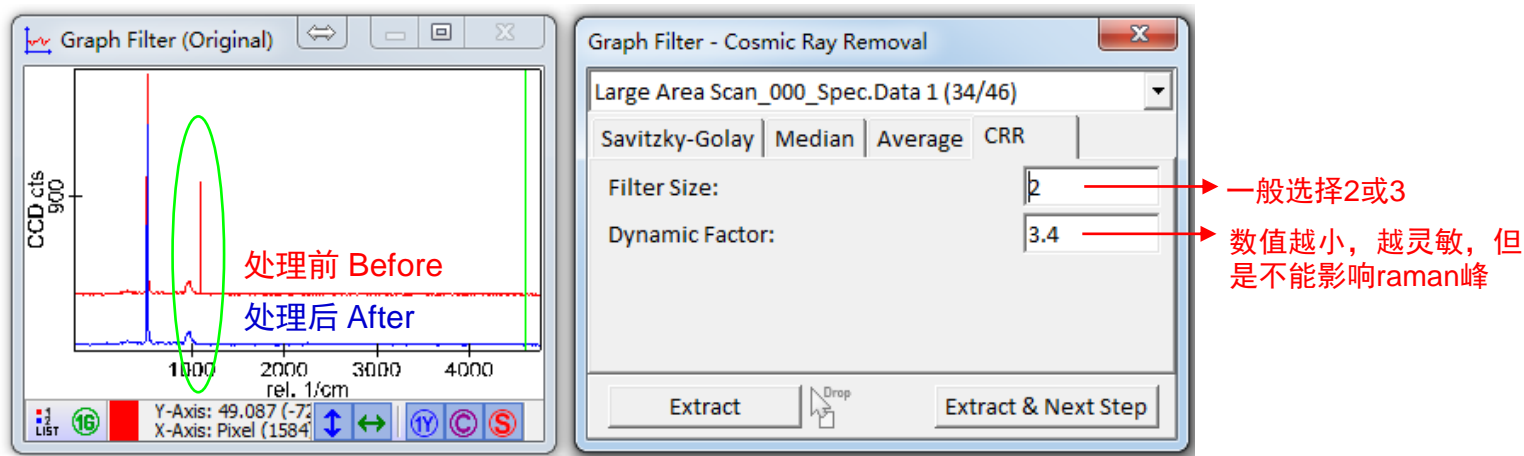 Graph Filter (Original)
CCD cts
900
处理前 Before
处理后 After
1000 2000 3000 4000
rel. 1/cm
1
2
LIST
16
Y-Axis: 49.087 (-72
X-Axis: Pixel (1584
1Y
C
S
Graph Filter - Cosmic Ray Removal
Large Area Scan_000_Spec.Data 1 (34/46)
Savitzky-Golay Median Average CRR
Filter Size: 2
Dynamic Factor: 3.4
Extract
Drop
Extract & Next Step
一般选择2或3
数值越小，越灵敏，但
是不能影响raman峰